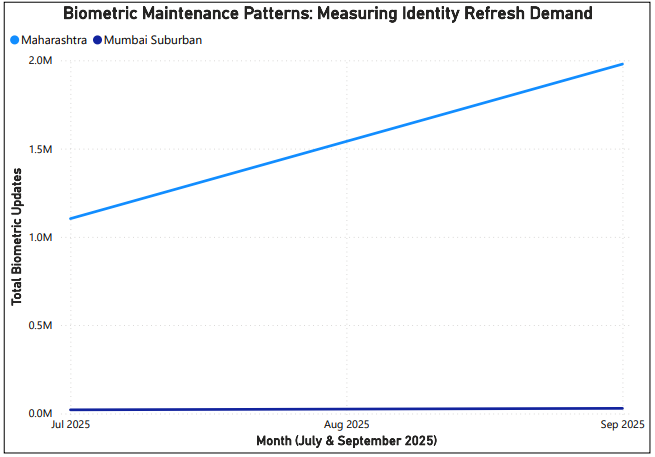 Biometric Maintenance Patterns: Measuring Identity Refresh Demand
Maharashtra Mumbai Suburban
Total Biometric Updates
2.0M
1.5M
1.0M
0.5M
0.0M
Jul 2025 Aug 2025 Sep 2025
Month (July & September 2025)